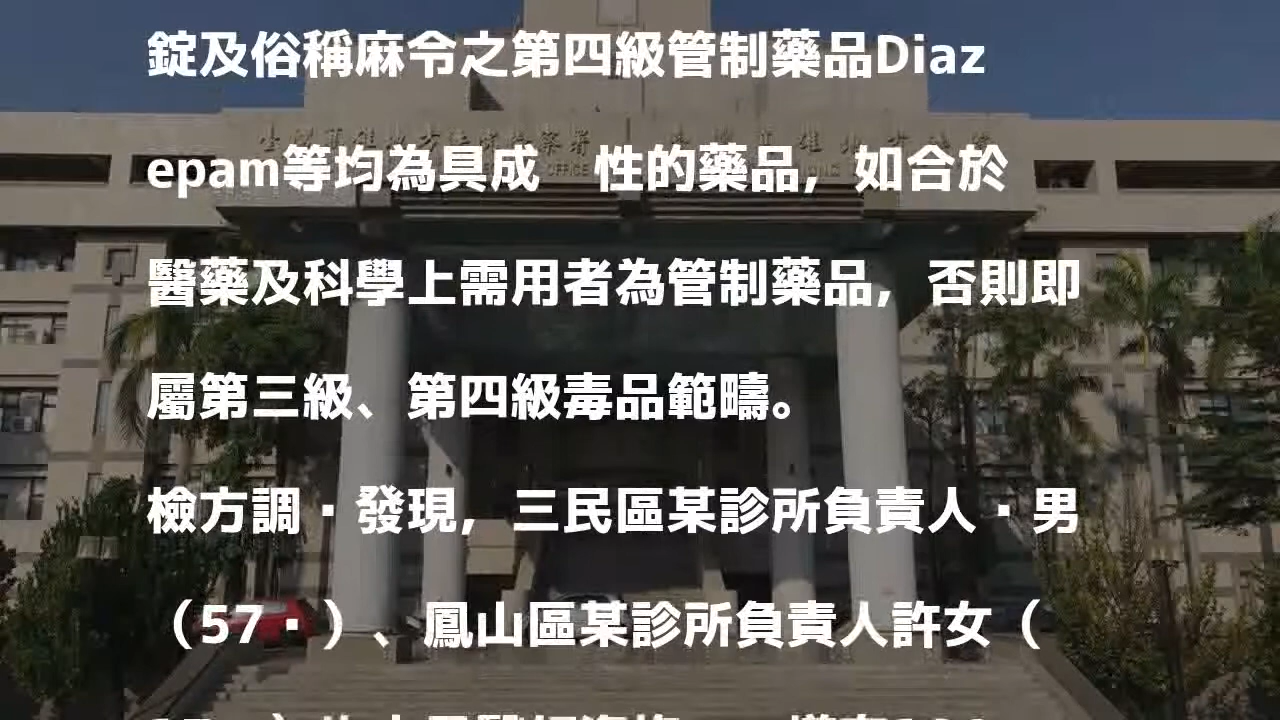 錠及俗稱麻令之第四級管制藥品Diaz
epam等均為具成　性的藥品，如合於
醫藥及科學上需用者為管制藥品，否則即
屬第三級、第四級毒品範疇。
檢方調·發現，三民區某診所負責人·男
（57·）、鳳山區某診所負責人許女（